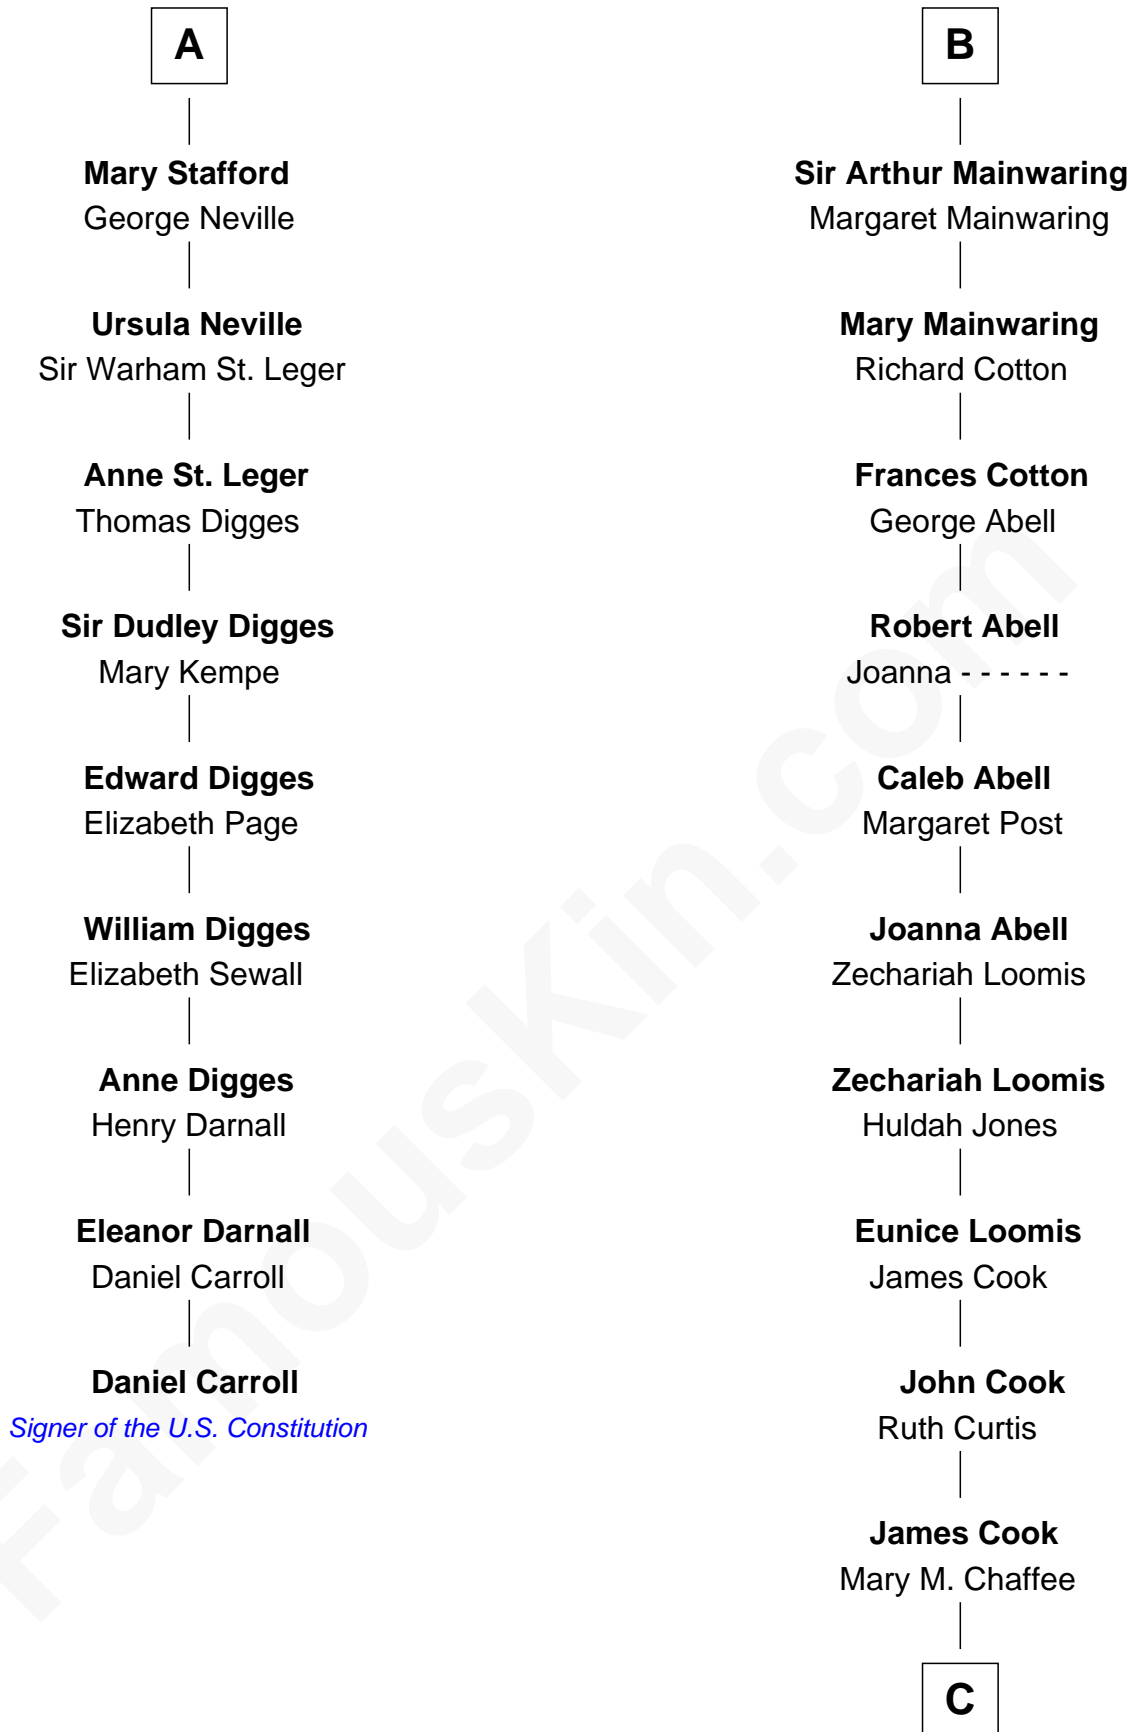 A
Mary Stafford
George Neville
Ursula Neville
Sir Warham St. Leger
Anne St. Leger
Thomas Digges
Sir Dudley Digges
Mary Kempe
Edward Digges
Elizabeth Page
William Digges
Elizabeth Sewall
Anne Digges
Henry Darnall
Eleanor Darnall
Daniel Carroll
Daniel Carroll
Signer of the U.S. Constitution
B
Sir Arthur Mainwaring
Margaret Mainwaring
Mary Mainwaring
Richard Cotton
Frances Cotton
George Abell
Robert Abell
Joanna - - - - - -
Caleb Abell
Margaret Post
Joanna Abell
Zechariah Loomis
Zechariah Loomis
Huldah Jones
Eunice Loomis
James Cook
John Cook
Ruth Curtis
James Cook
Mary M. Chaffee
C
FamousKin.com